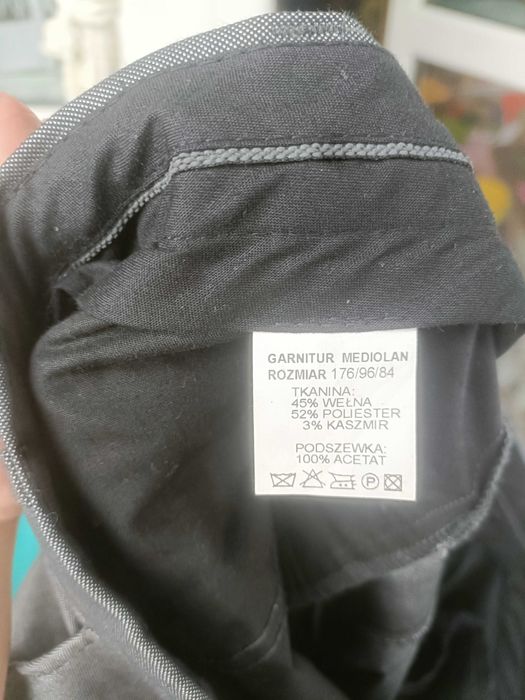 GARNITUR MEDIOLAN
ROZMIAR 176/96/84
TKANINA:
45% WEŁNA
52% POLIESTER
3% KASZMIR
PODSZEWKA:
100% ACETAT
P